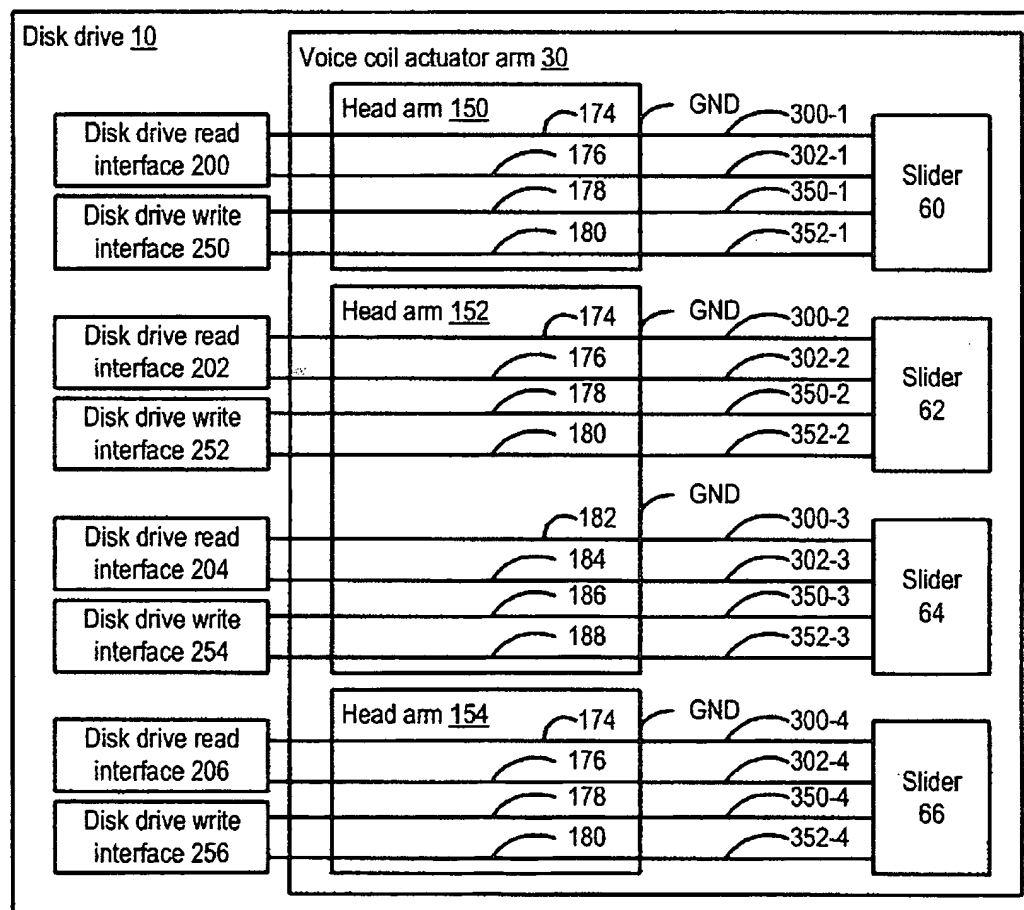 Disk drive 10
Voice coil actuator arm 30
Head arm 150
174
GND
300-1
Disk drive read
interface 200
176
302-1
Slider
60
178
350-1
Disk drive write
interface 250
180
352-1
Head arm 152
174
GND
300-2
Disk drive read
interface 202
176
302-2
Slider
62
178
350-2
Disk drive write
interface 252
180
352-2
GND
182
300-3
Disk drive read
interface 204
184
302-3
Slider
64
186
350-3
Disk drive write
interface 254
188
352-3
Head arm 154
174
GND
300-4
Disk drive read
interface 206
176
302-4
Slider
66
178
350-4
Disk drive write
interface 256
180
352-4